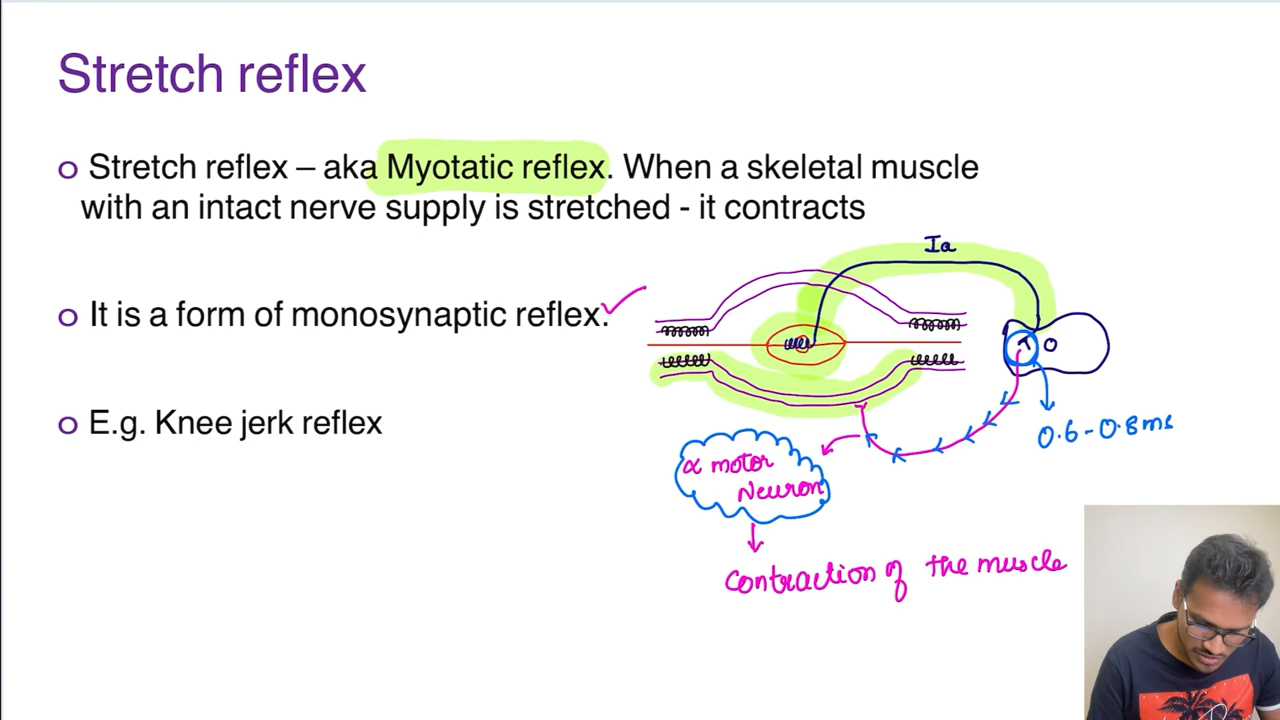 Stretch reflex
o Stretch reflex – aka Myotatic reflex. When a skeletal muscle
with an intact nerve supply is stretched - it contracts
Ia
o It is a form of monosynaptic reflex.
o E.g. Knee jerk reflex
0.6-0.8ms
α motor
Neuron
Contraction of the muscle